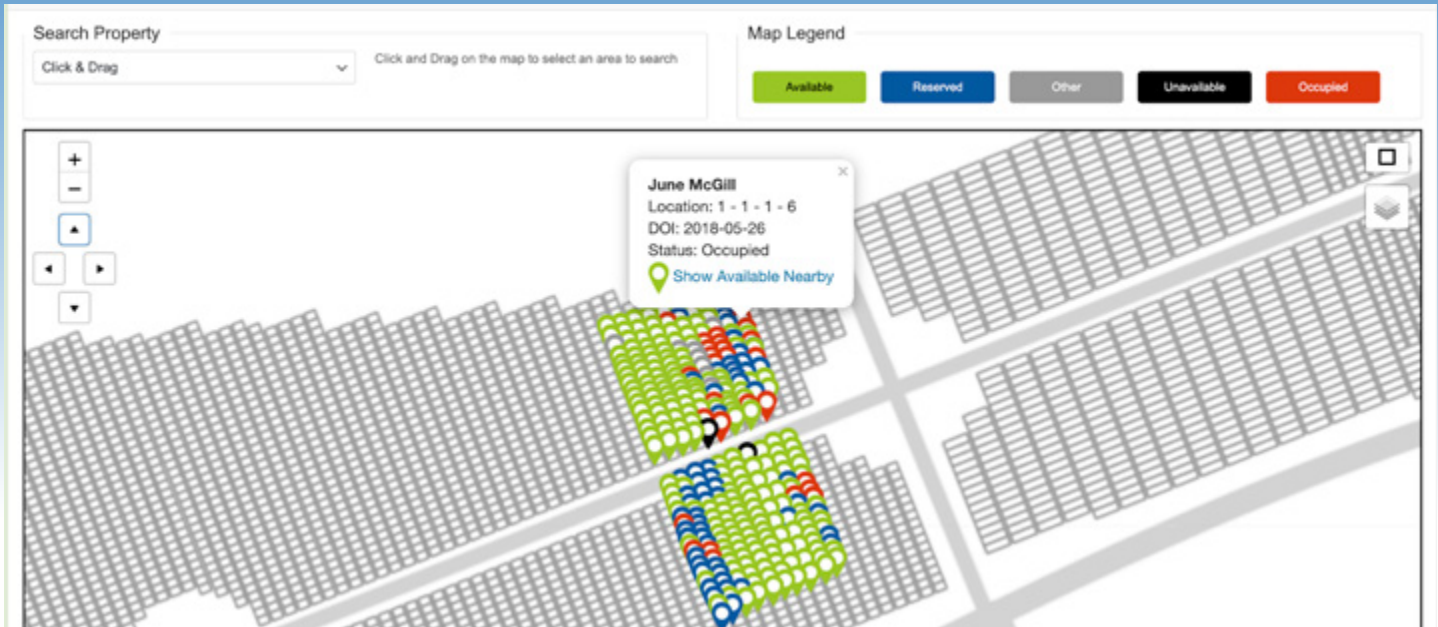 Search Property
Click & Drag
Click and Drag on the map to select an area to search
Map Legend
Available
Reserved
Other
Unavailable
Occupied
+
−
×
June McGill
Location: 1 - 1 - 1 - 6
DOI: 2018-05-26
Status: Occupied
Show Available Nearby